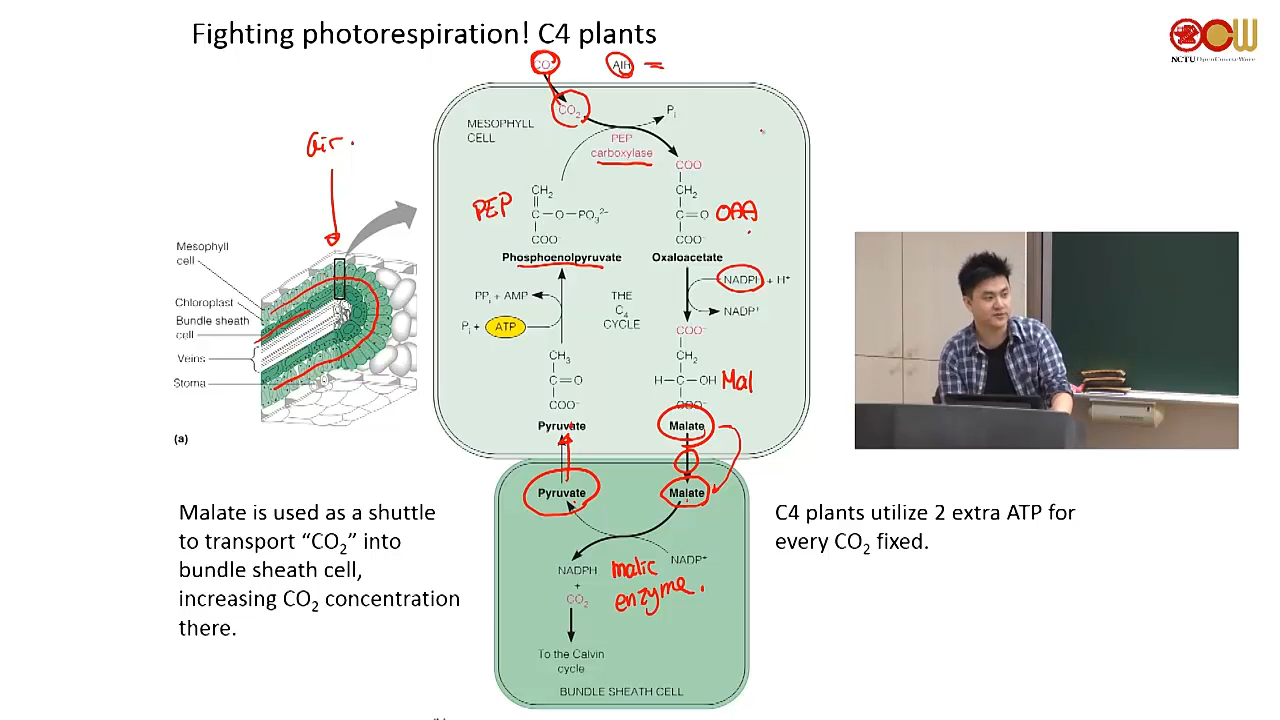 Fighting photorespiration! C4 plants
NCTU OpenCourseWare
AIR
CO₂
MESOPHYLL
CELL
Pᵢ
PEP
carboxylase
COO
CH₂
C=O
COO⁻
OAA
Oxaloacetate
PEP
CH₂
C—O—PO₃²⁻
COO⁻
Phosphoenolpyruvate
NADPH + H⁺
NADP⁺
PPᵢ + AMP
Pᵢ + ATP
THE
C₄
CYCLE
CH₃
C=O
COO⁻
Pyruvate
COO⁻
CH₂
H—C—OH
COO⁻
Mal
Malate
Pyruvate
Malate
NADP⁺
NADPH
+
CO₂
malic
enzyme.
To the Calvin
cycle
BUNDLE SHEATH CELL
air.
Mesophyll
cell
Chloroplast
Bundle sheath
cell
Veins
Stoma
(a)
Malate is used as a shuttle
to transport “CO₂” into
bundle sheath cell,
increasing CO₂ concentration
there.
C4 plants utilize 2 extra ATP for
every CO₂ fixed.